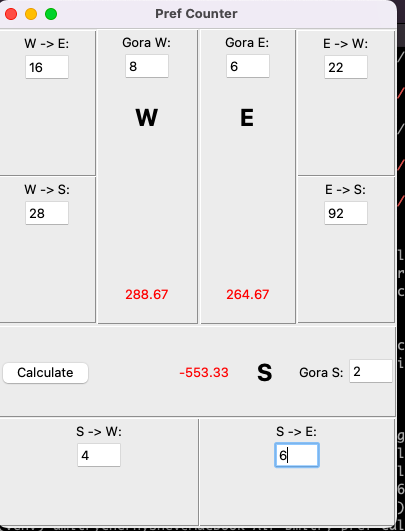 Pref Counter
W -> E:
16
Gora W:
8
Gora E:
6
E -> W:
22
W
E
W -> S:
28
E -> S:
92
288.67
264.67
Calculate
-553.33
S
Gora S:
2
S -> W:
4
S -> E:
6